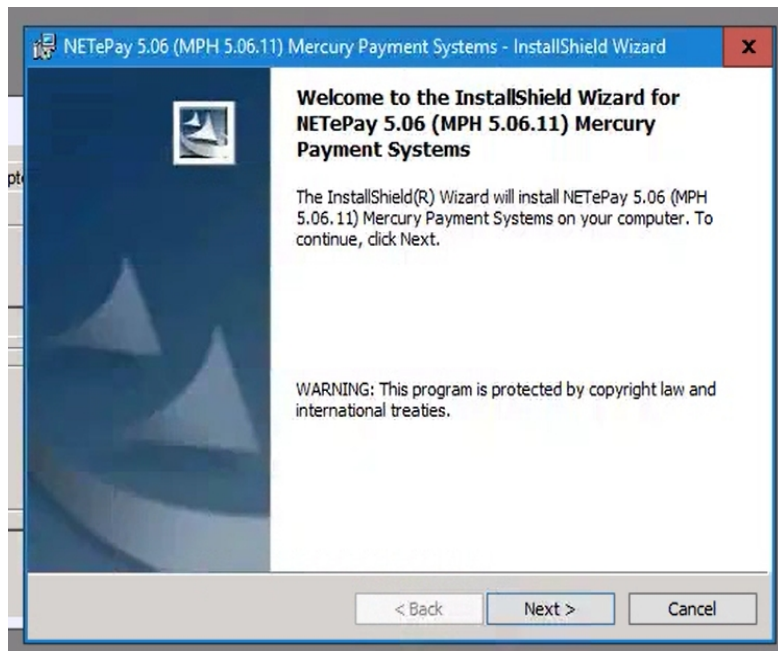 NETePay 5.06 (MPH 5.06.11) Mercury Payment Systems - InstallShield Wizard
Welcome to the InstallShield Wizard for
NETePay 5.06 (MPH 5.06.11) Mercury
Payment Systems
The InstallShield(R) Wizard will install NETePay 5.06 (MPH
5.06.11) Mercury Payment Systems on your computer. To
continue, click Next.
WARNING: This program is protected by copyright law and
international treaties.
< Back
Next >
Cancel